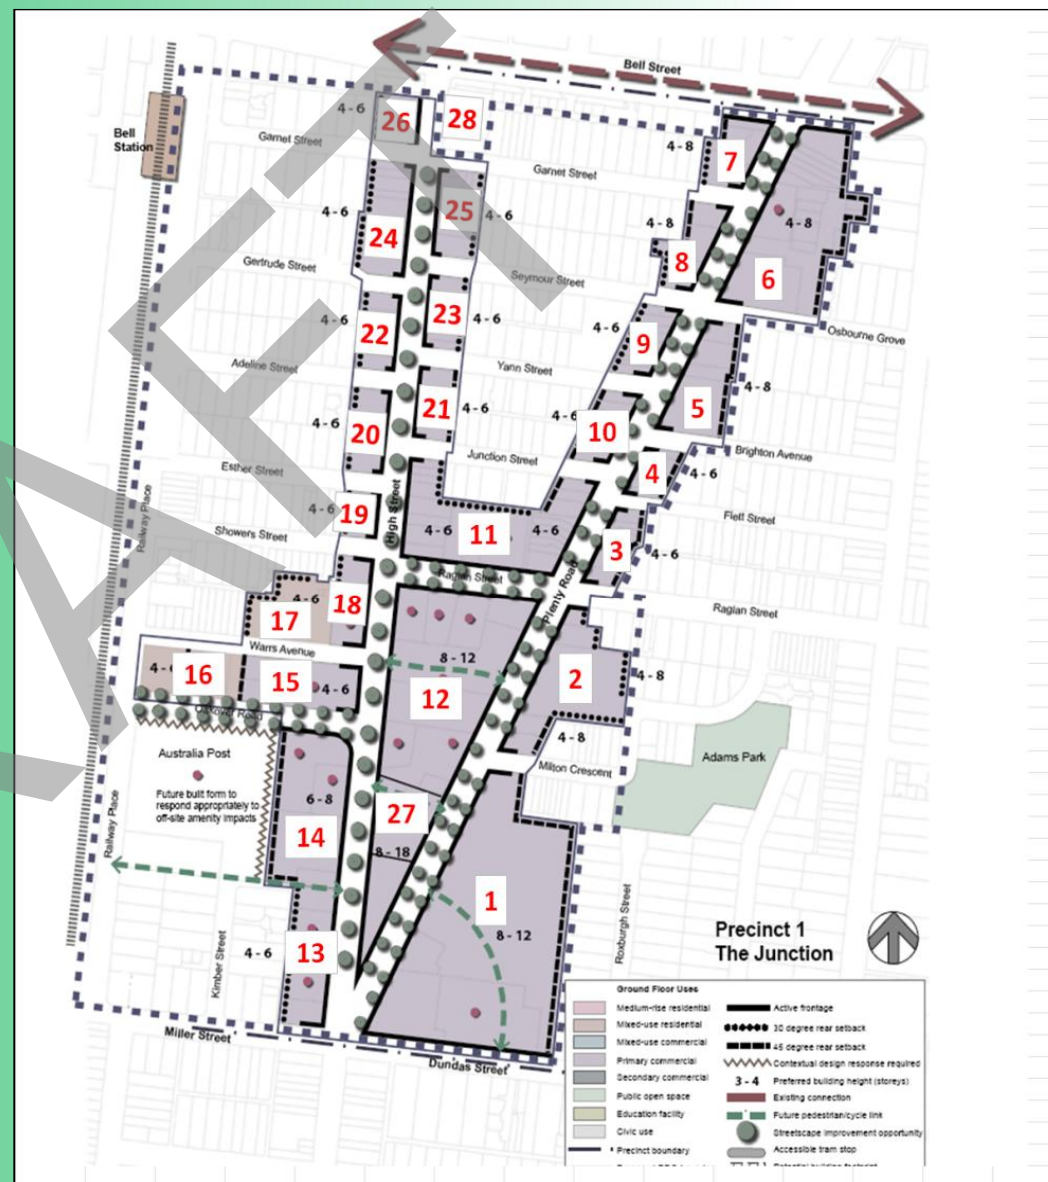 DRAFT
Bell Street
Bell
Station
4 - 6
26
28
Garnet Street
4 - 8
7
Garnet Street
4 - 6
25
4 - 6
4 - 8
4 - 8
24
8
6
Gertrude Street
Seymour Street
4 - 6
22
23
4 - 6
4 - 6
9
Osbourne Grove
Adeline Street
Yann Street
4 - 8
21
4 - 6
4 - 6
5
4 - 6
20
10
Brighton Avenue
Junction Street
4
4 - 6
Esther Street
Railway Place
4 - 6
19
High Street
Flett Street
Showers Street
4 - 6
11
4 - 6
3
4 - 6
Raglan Street
Plenty Road
4 - 6
18
17
Raglan Street
Warrs Avenue
8 - 12
16
15
4 - 6
12
2
4 - 8
Oakover Road
4 - 8
Australia Post
Adams Park
Milton Crescent
Future built form to
respond appropriately to
off-site amenity impacts
6 - 8
27
Railway Place
14
8 - 18
1
8 - 12
Roxburgh Street
Precinct 1
The Junction
Kimber Street
4 - 6
13
Miller Street
Dundas Street
Ground Floor Uses
Medium-rise residential
Active frontage
Mixed-use residential
30 degree rear setback
Mixed-use commercial
45 degree rear setback
Primary commercial
Contextual design response required
Secondary commercial
3 - 4
Preferred building height (storeys)
Public open space
Existing connection
Education facility
Future pedestrian/cycle link
Civic use
Streetscape improvement opportunity
Precinct boundary
Accessible tram stop